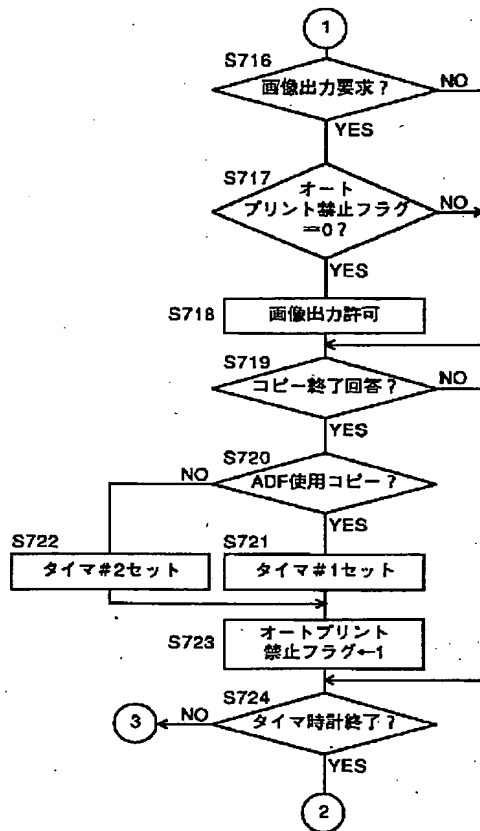 1
S716
画像出力要求？
NO
YES
S717
オート
プリント禁止フラグ
=0？
NO
YES
S718
画像出力許可
S719
コピー終了回答？
NO
YES
S720
NO
ADF使用コピー？
YES
S722
タイマ#2セット
S721
タイマ#1セット
S723
オートプリント
禁止フラグ←1
S724
3
NO
タイマ時計終了？
YES
2